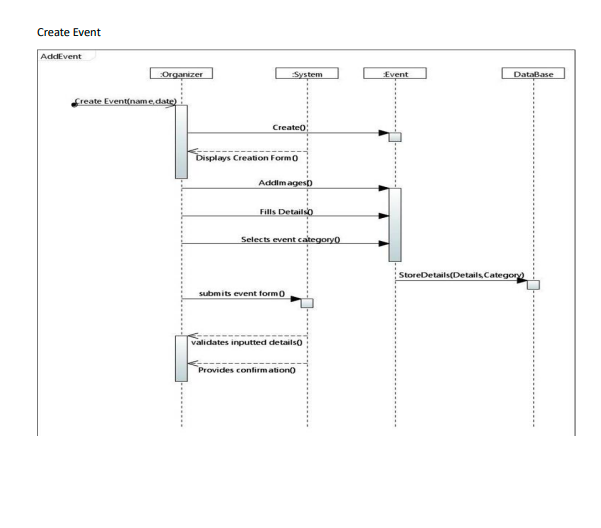 Create Event
AddEvent
:Organizer
:System
:Event
DataBase
Create Event(name,date)
Create()
Displays Creation Form()
AddImages()
Fills Details()
Selects event category()
StoreDetails(Details,Category)
submits event form()
validates inputted details()
Provides confirmation()